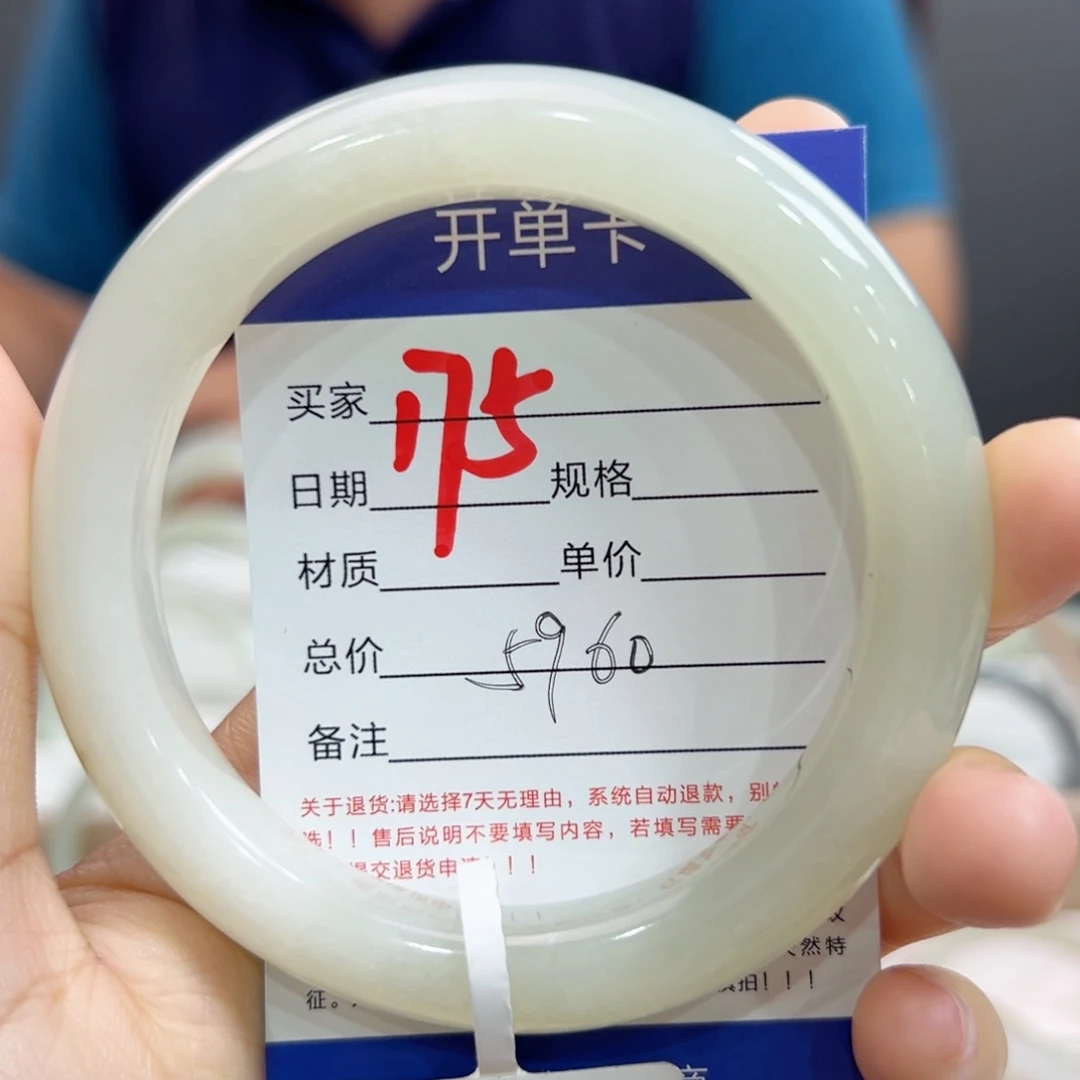 开单卡
买家
175
日期 规格
材质 单价
总价 5960
备注
关于退货:请选择7天无理由，系统自动退款，别
选！！售后说明不要填写内容，若填写需要
提交退货申请！！！
然特
征。 拍！！！